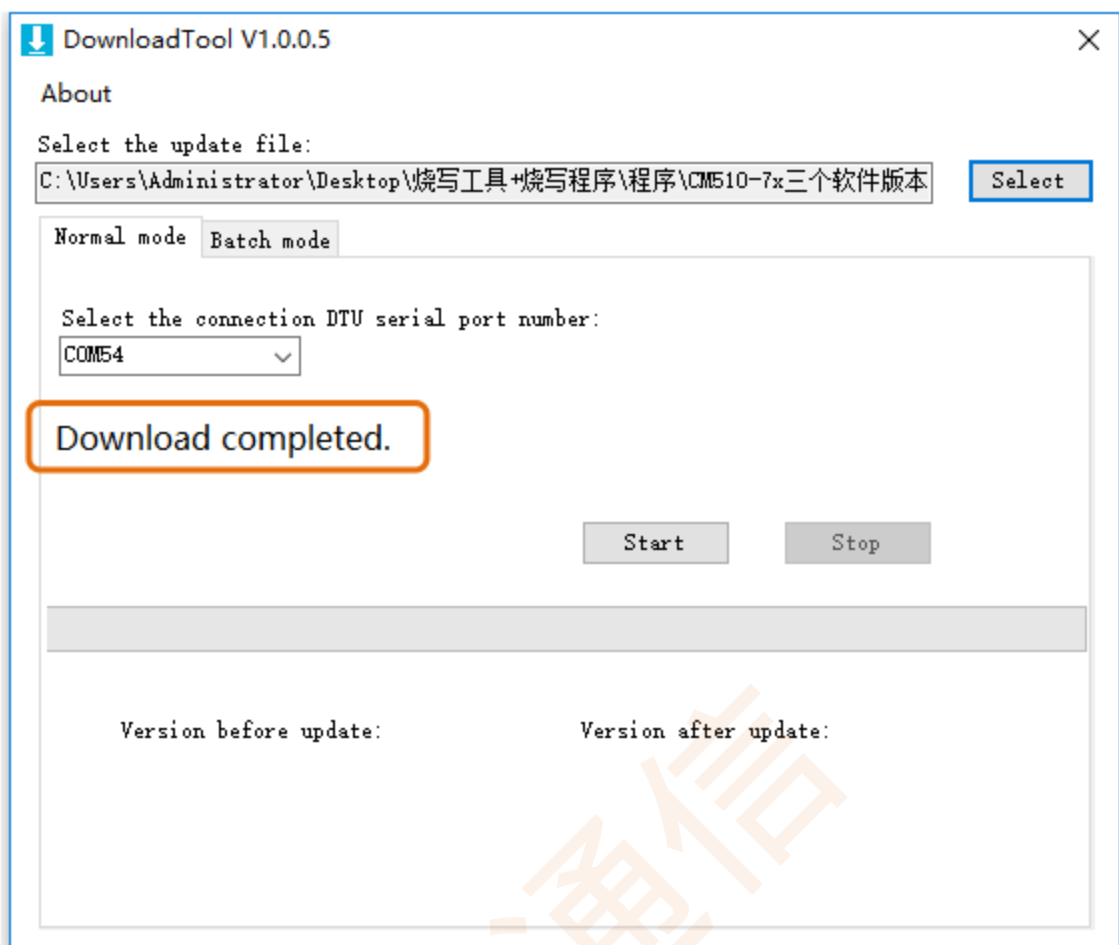 DownloadTool V1.0.0.5
About
Select the update file:
C:\Users\Administrator\Desktop\烧写工具+烧写程序\程序\CM510-7x三个软件版本
Select
Normal mode
Batch mode
Select the connection DTU serial port number:
COM54
Download completed.
Start
Stop
Version before update:
Version after update:
通信